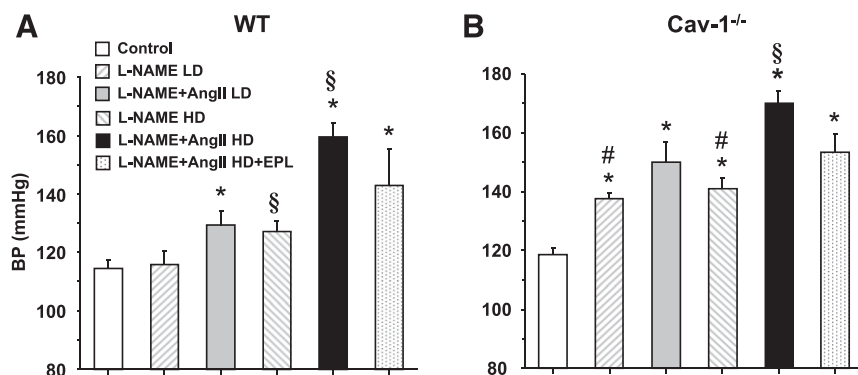 A WT
Control
L-NAME LD
L-NAME+AngII LD
L-NAME HD
L-NAME+AngII HD
L-NAME+AngII HD+EPL
BP (mmHg)
180
160
140
120
100
80
*
§
§
*
*
B Cav-1⁻/⁻
180
160
140
120
100
80
#
*
*
#
*
§
*
*